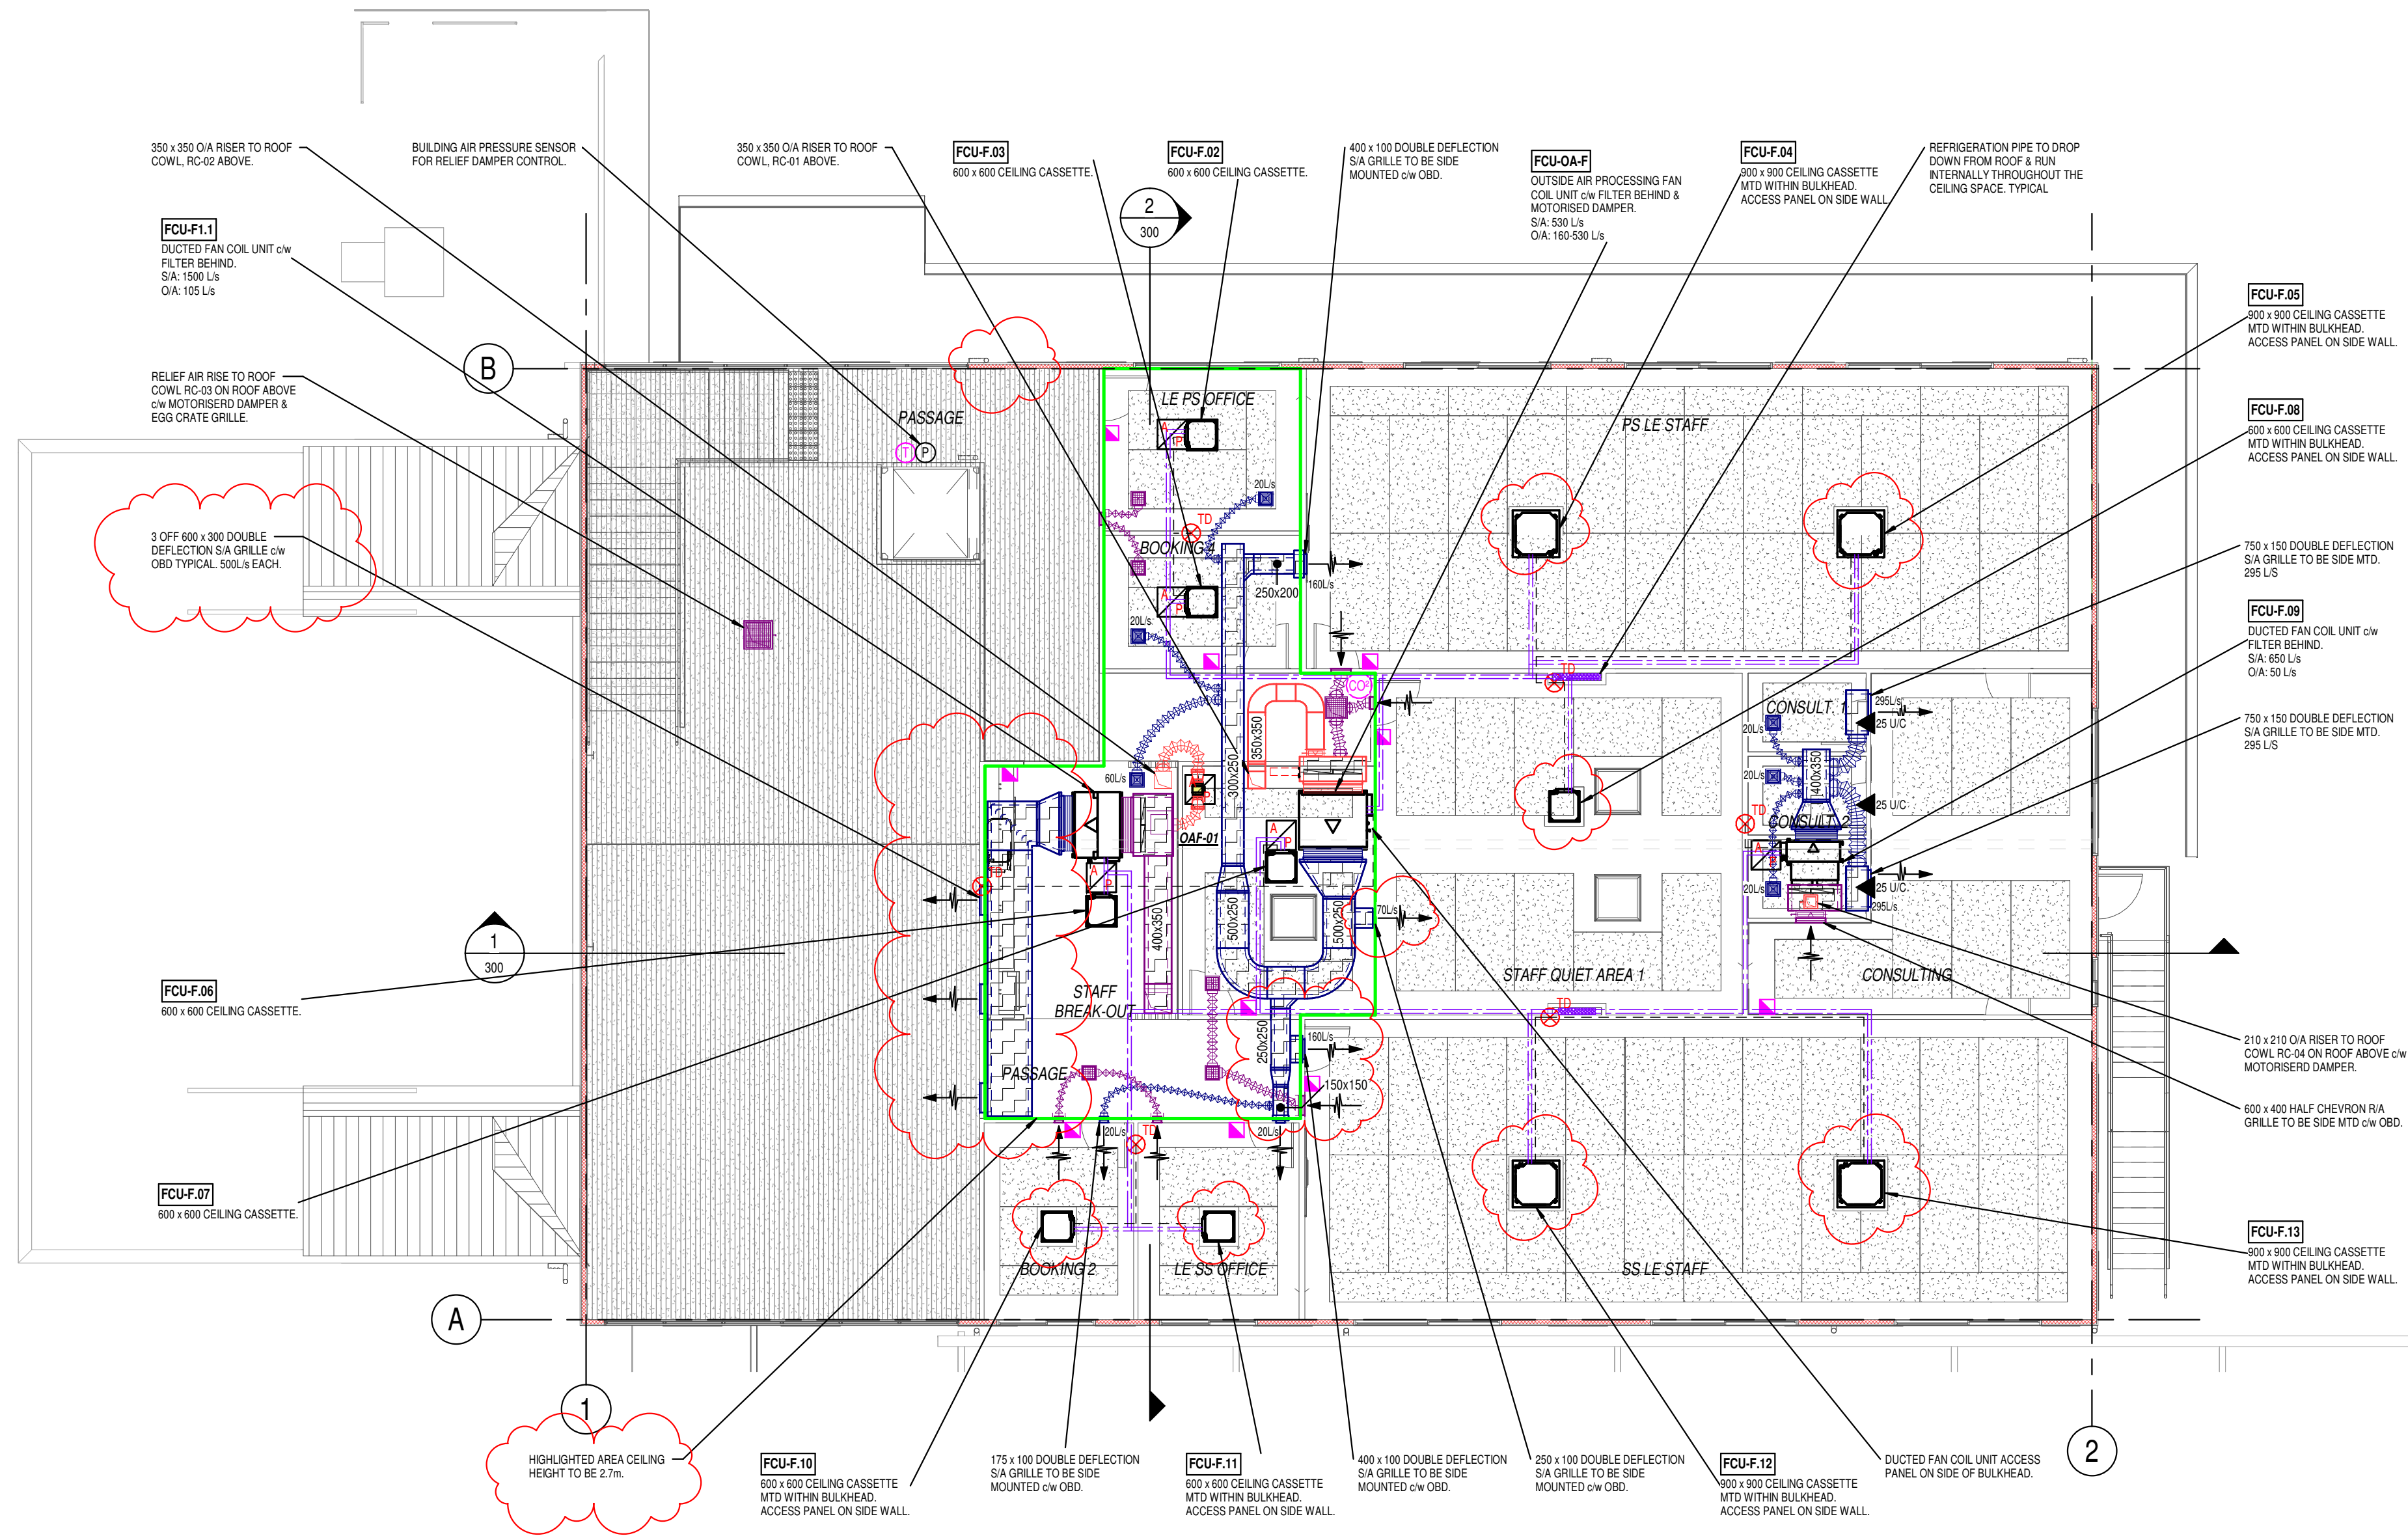 350 x 350 O/A RISER TO ROOF
COWL, RC-02 ABOVE.
BUILDING AIR PRESSURE SENSOR
FOR RELIEF DAMPER CONTROL.
350 x 350 O/A RISER TO ROOF
COWL, RC-01 ABOVE.
FCU-F.03
600 x 600 CEILING CASSETTE.
FCU-F.02
600 x 600 CEILING CASSETTE.
400 x 100 DOUBLE DEFLECTION
S/A GRILLE TO BE SIDE
MOUNTED c/w OBD.
FCU-OA-F
OUTSIDE AIR PROCESSING FAN
COIL UNIT c/w FILTER BEHIND &
MOTORISED DAMPER.
S/A: 530 L/s
O/A: 160-530 L/s
FCU-F.04
900 x 900 CEILING CASSETTE
MTD WITHIN BULKHEAD.
ACCESS PANEL ON SIDE WALL.
REFRIGERATION PIPE TO DROP
DOWN FROM ROOF & RUN
INTERNALLY THROUGHOUT THE
CEILING SPACE. TYPICAL
2
300
FCU-F1.1
DUCTED FAN COIL UNIT c/w
FILTER BEHIND.
S/A: 1500 L/s
O/A: 105 L/s
FCU-F.05
900 x 900 CEILING CASSETTE
MTD WITHIN BULKHEAD.
ACCESS PANEL ON SIDE WALL.
B
RELIEF AIR RISE TO ROOF
COWL RC-03 ON ROOF ABOVE
c/w MOTORISERD DAMPER &
EGG CRATE GRILLE.
FCU-F.08
600 x 600 CEILING CASSETTE
MTD WITHIN BULKHEAD.
ACCESS PANEL ON SIDE WALL.
PASSAGE
T
P
LE PS OFFICE
A
P
20L/s
TD
PS LE STAFF
3 OFF 600 x 300 DOUBLE
DEFLECTION S/A GRILLE c/w
OBD TYPICAL. 500L/s EACH.
BOOKING 4
A
P
20L/s
250x200
160L/s
750 x 150 DOUBLE DEFLECTION
S/A GRILLE TO BE SIDE MTD.
295 L/S
FCU-F.09
DUCTED FAN COIL UNIT c/w
FILTER BEHIND.
S/A: 650 L/s
O/A: 50 L/s
TD
CO²
CONSULT. 1
295L/s
25 U/C
20L/s
750 x 150 DOUBLE DEFLECTION
S/A GRILLE TO BE SIDE MTD.
295 L/S
350x350
300x250
60L/s
20L/s
400x350
25 U/C
CONSULT. 2
TD
A
OAF-01
A
P
TD
A
P
20L/s
25 U/C
295L/s
400x350
500x250
500x250
70L/s
1
300
STAFF QUIET AREA 1
CONSULTING
FCU-F.06
600 x 600 CEILING CASSETTE.
STAFF
BREAK-OUT
TD
250x250
160L/s
210 x 210 O/A RISER TO ROOF
COWL RC-04 ON ROOF ABOVE c/w
MOTORISERD DAMPER.
PASSAGE
150x150
600 x 400 HALF CHEVRON R/A
GRILLE TO BE SIDE MTD c/w OBD.
20L/s
TD
20L/s
FCU-F.07
600 x 600 CEILING CASSETTE.
FCU-F.13
900 x 900 CEILING CASSETTE
MTD WITHIN BULKHEAD.
ACCESS PANEL ON SIDE WALL.
BOOKING 2
LE SS OFFICE
SS LE STAFF
A
1
2
HIGHLIGHTED AREA CEILING
HEIGHT TO BE 2.7m.
FCU-F.10
600 x 600 CEILING CASSETTE
MTD WITHIN BULKHEAD.
ACCESS PANEL ON SIDE WALL.
175 x 100 DOUBLE DEFLECTION
S/A GRILLE TO BE SIDE
MOUNTED c/w OBD.
FCU-F.11
600 x 600 CEILING CASSETTE
MTD WITHIN BULKHEAD.
ACCESS PANEL ON SIDE WALL.
400 x 100 DOUBLE DEFLECTION
S/A GRILLE TO BE SIDE
MOUNTED c/w OBD.
250 x 100 DOUBLE DEFLECTION
S/A GRILLE TO BE SIDE
MOUNTED c/w OBD.
FCU-F.12
900 x 900 CEILING CASSETTE
MTD WITHIN BULKHEAD.
ACCESS PANEL ON SIDE WALL.
DUCTED FAN COIL UNIT ACCESS
PANEL ON SIDE OF BULKHEAD.